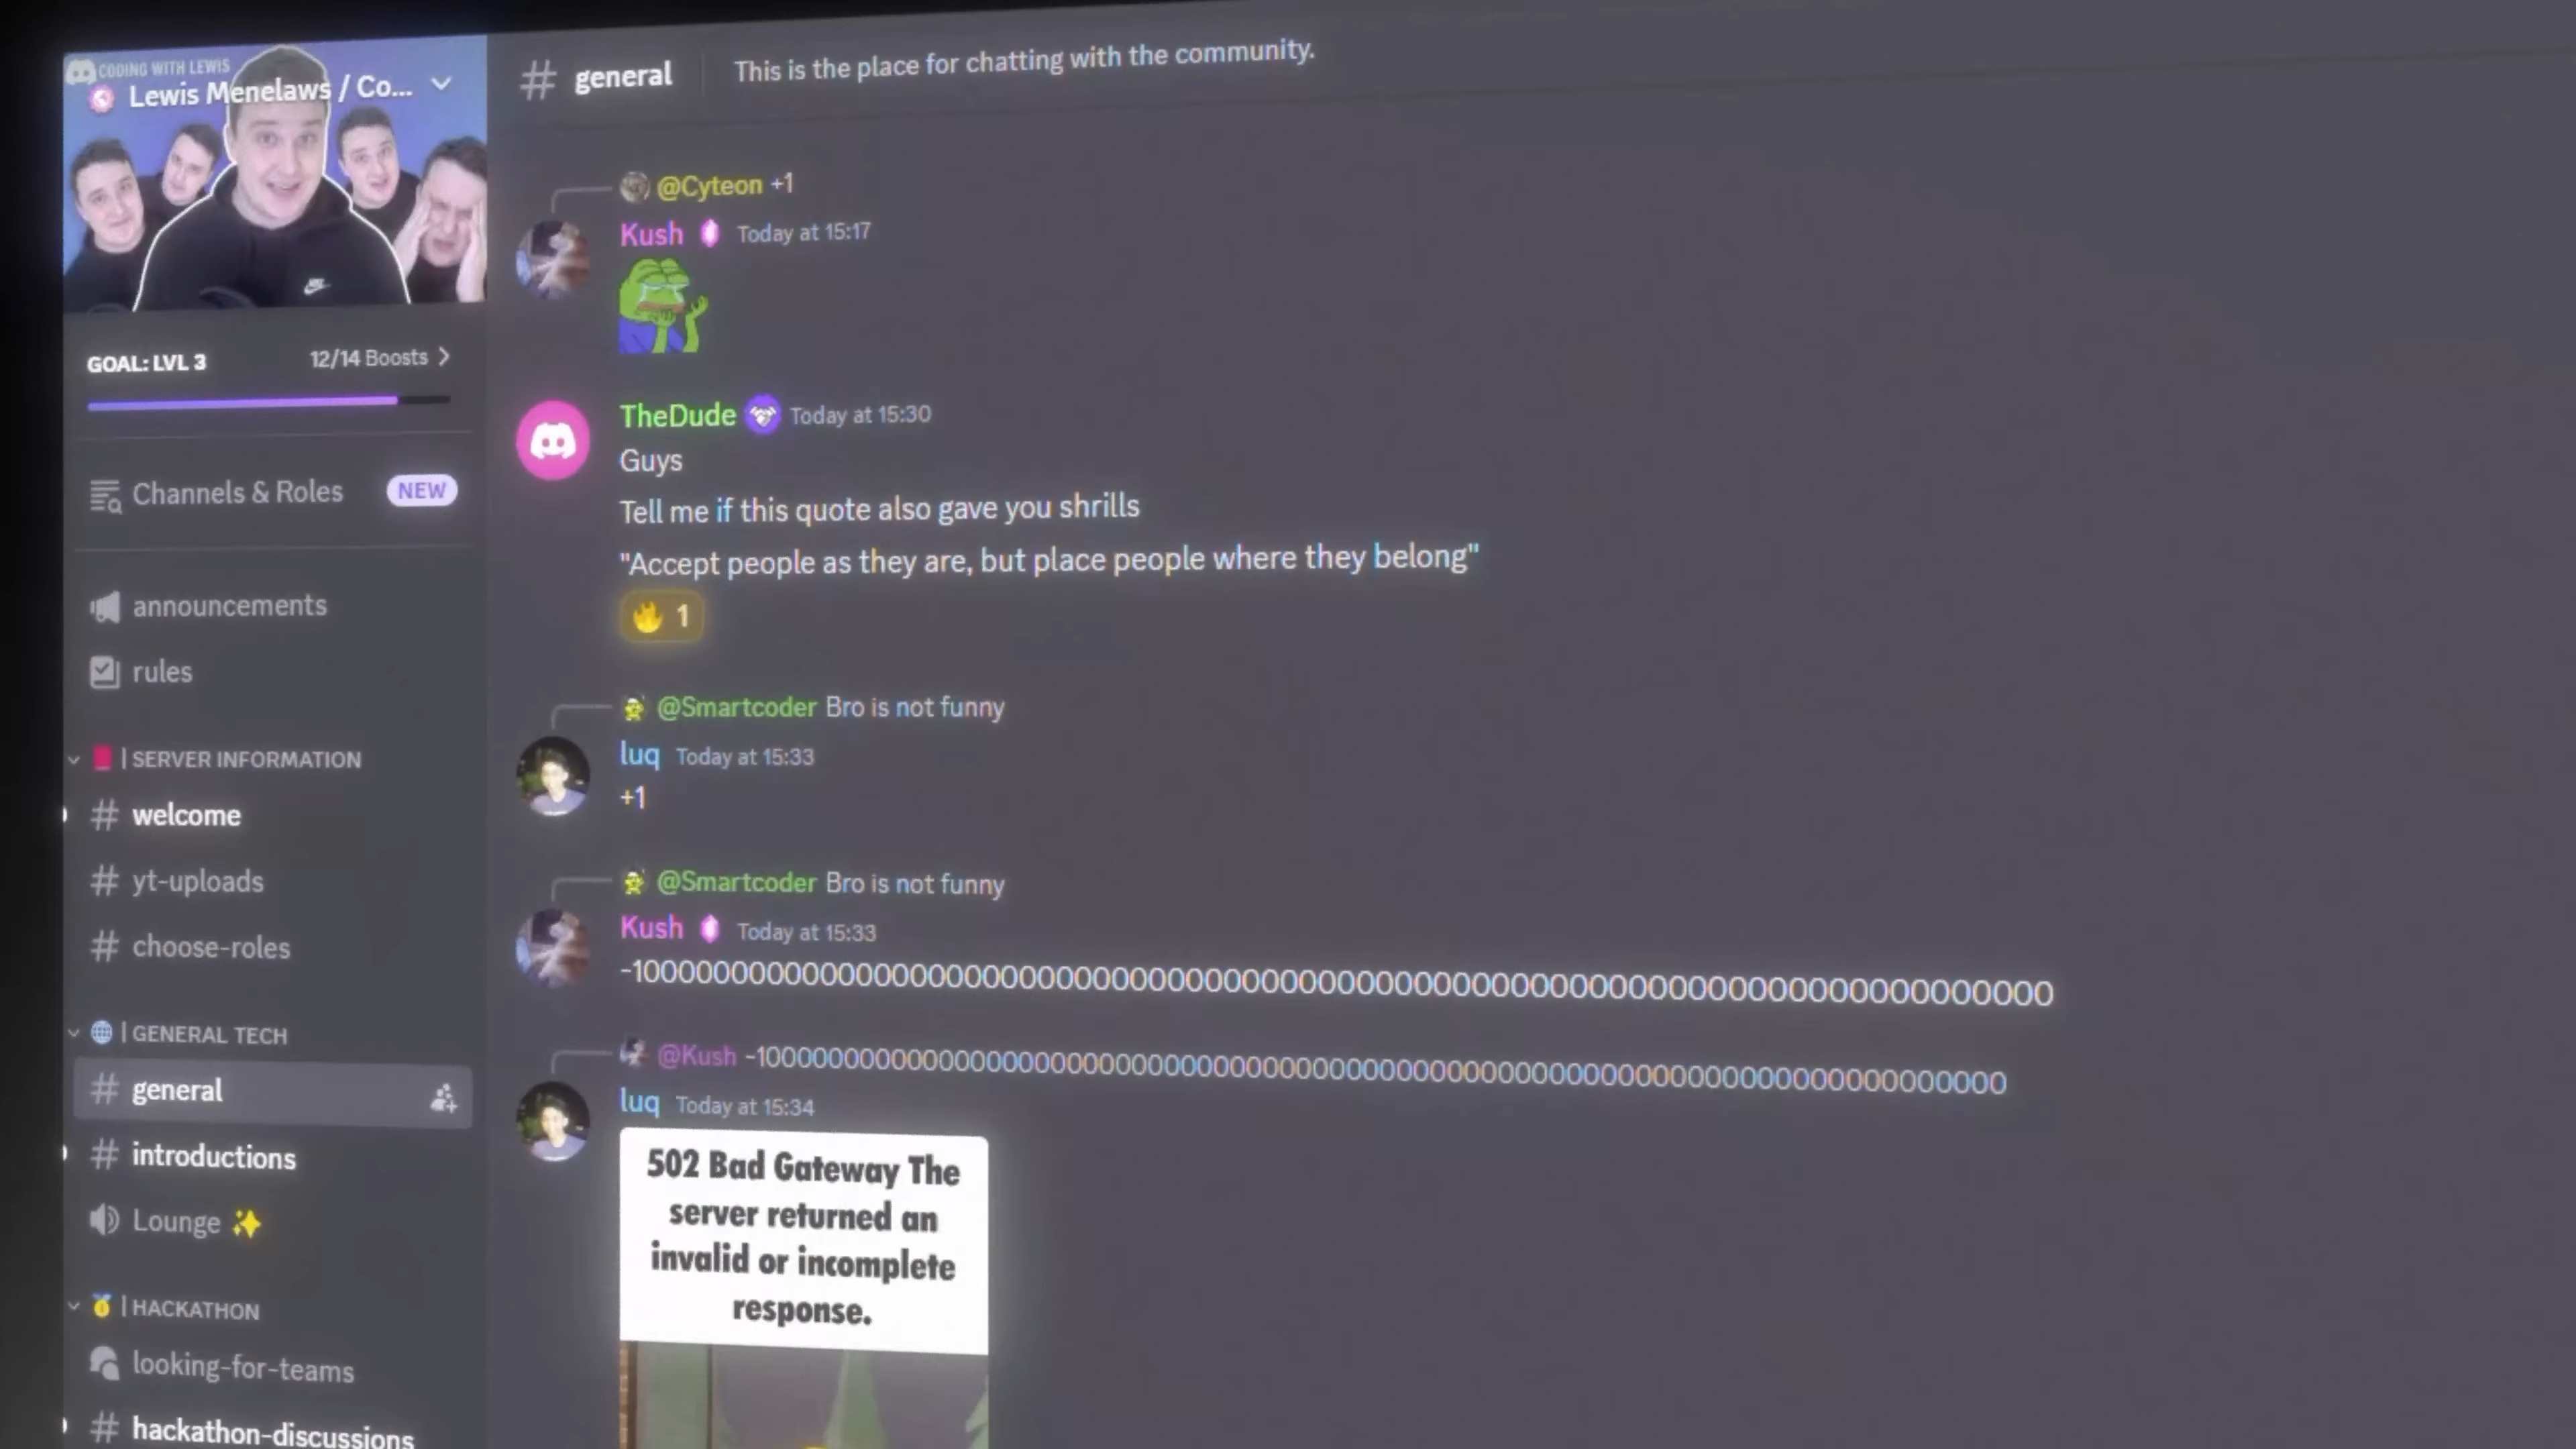 CODING WITH LEWIS
Lewis Menelaws / Co...
GOAL: LVL 3
12/14 Boosts
Channels & Roles
NEW
announcements
rules
| SERVER INFORMATION
# welcome
# yt-uploads
# choose-roles
| GENERAL TECH
# general
# introductions
Lounge ✨
| HACKATHON
looking-for-teams
# hackathon-discussions
# general
This is the place for chatting with the community.
@Cyteon +1
Kush Today at 15:17
TheDude Today at 15:30
Guys
Tell me if this quote also gave you shrills
"Accept people as they are, but place people where they belong"
🔥 1
@Smartcoder Bro is not funny
luq Today at 15:33
+1
@Smartcoder Bro is not funny
Kush Today at 15:33
@Kush
luq Today at 15:34
502 Bad Gateway The
server returned an
invalid or incomplete
response.